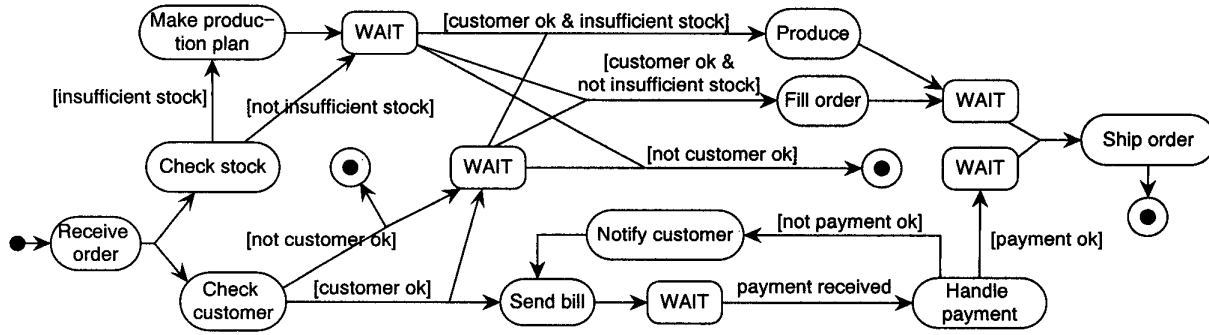 Make produc-
tion plan
WAIT
[customer ok & insufficient stock]
Produce
[customer ok &
not insufficient stock]
[insufficient stock]
[not insufficient stock]
Fill order
WAIT
Check stock
WAIT
[not customer ok]
WAIT
Ship order
Receive
order
[not customer ok]
Notify customer
[not payment ok]
[payment ok]
Check
customer
[customer ok]
Send bill
WAIT
payment received
Handle
payment